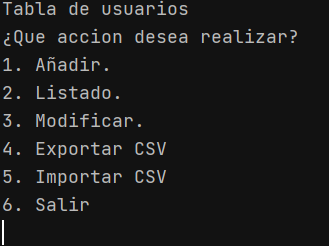 Tabla de usuarios
¿Que accion desea realizar?
1. Añadir.
2. Listado.
3. Modificar.
4. Exportar CSV
5. Importar CSV
6. Salir